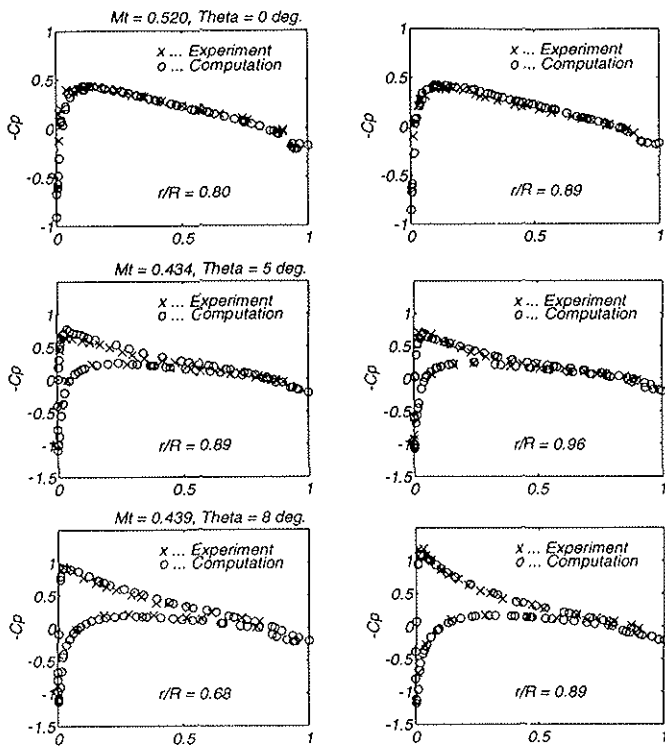 Mt = 0.520, Theta = 0 deg.
1
0.5
0
-0.5
-1
-Cp
x ... Experiment
o ... Computation
r/R = 0.80
0
0.5
1
1
0.5
0
-0.5
-1
-Cp
x ... Experiment
o ... Computation
r/R = 0.89
0
0.5
1
Mt = 0.434, Theta = 5 deg.
1
0.5
0
-0.5
-1
-1.5
-Cp
x ... Experiment
o ... Computation
r/R = 0.89
0
0.5
1
1
0.5
0
-0.5
-1
-1.5
-Cp
x ... Experiment
o ... Computation
r/R = 0.96
0
0.5
1
Mt = 0.439, Theta = 8 deg.
1
0.5
0
-0.5
-1
-1.5
-Cp
x ... Experiment
o ... Computation
r/R = 0.68
0
0.5
1
1
0.5
0
-0.5
-1
-1.5
-Cp
x ... Experiment
o ... Computation
r/R = 0.89
0
0.5
1